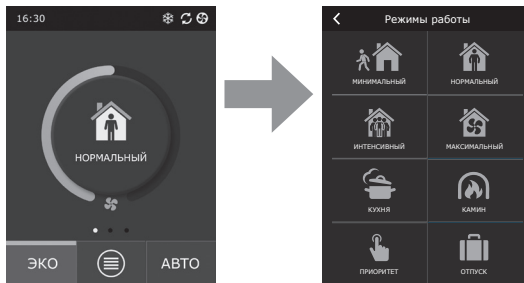 16:30
НОРМАЛЬНЫЙ
ЭКО
АВТО
Режимы работы
МИНИМАЛЬНЫЙ
НОРМАЛЬНЫЙ
ИНТЕНСИВНЫЙ
МАКСИМАЛЬНЫЙ
КУХНЯ
КАМИН
ПРИОРИТЕТ
ОТПУСК